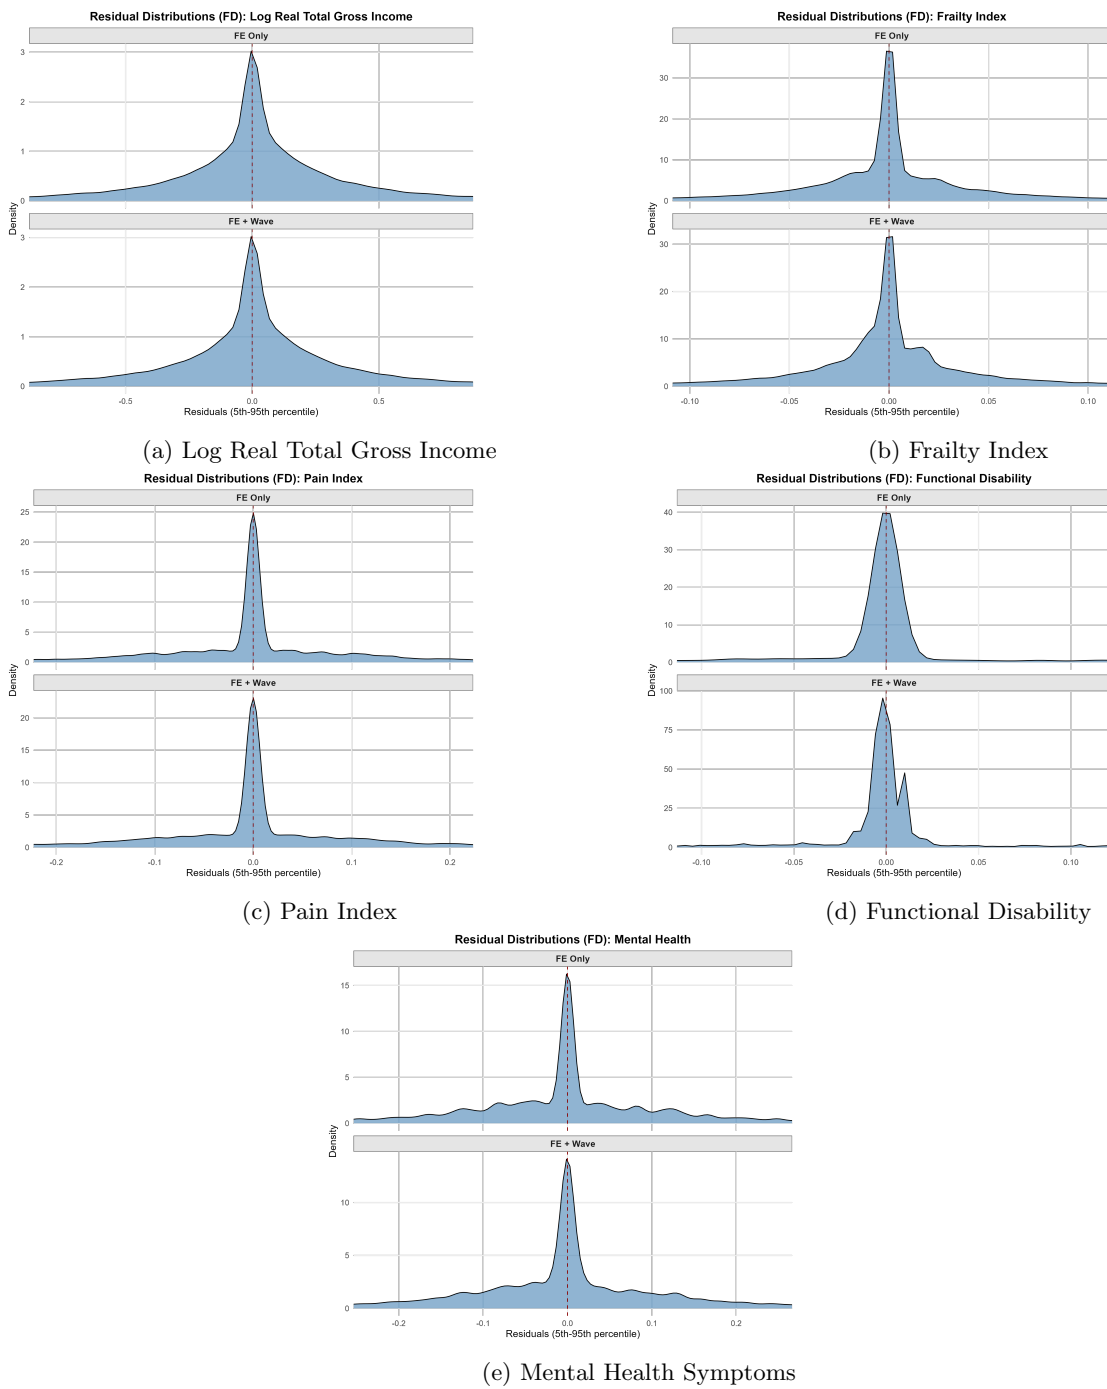 Residual Distributions (FD): Log Real Total Gross Income
FE Only
3
2
1
0
Density
FE + Wave
3
2
1
0
-0.5
0.0
0.5
Residuals (5th-95th percentile)
(a) Log Real Total Gross Income
Residual Distributions (FD): Frailty Index
FE Only
30
20
10
0
Density
FE + Wave
30
20
10
0
-0.10
-0.05
0.00
0.05
0.10
Residuals (5th-95th percentile)
(b) Frailty Index
Residual Distributions (FD): Pain Index
FE Only
25
20
15
10
5
0
Density
FE + Wave
20
15
10
5
0
-0.2
-0.1
0.0
0.1
0.2
Residuals (5th-95th percentile)
(c) Pain Index
Residual Distributions (FD): Functional Disability
FE Only
40
30
20
10
0
Density
FE + Wave
100
75
50
25
0
-0.10
-0.05
0.00
0.05
0.10
Residuals (5th-95th percentile)
(d) Functional Disability
Residual Distributions (FD): Mental Health
FE Only
15
10
5
0
Density
FE + Wave
10
5
0
-0.2
-0.1
0.0
0.1
0.2
Residuals (5th-95th percentile)
(e) Mental Health Symptoms